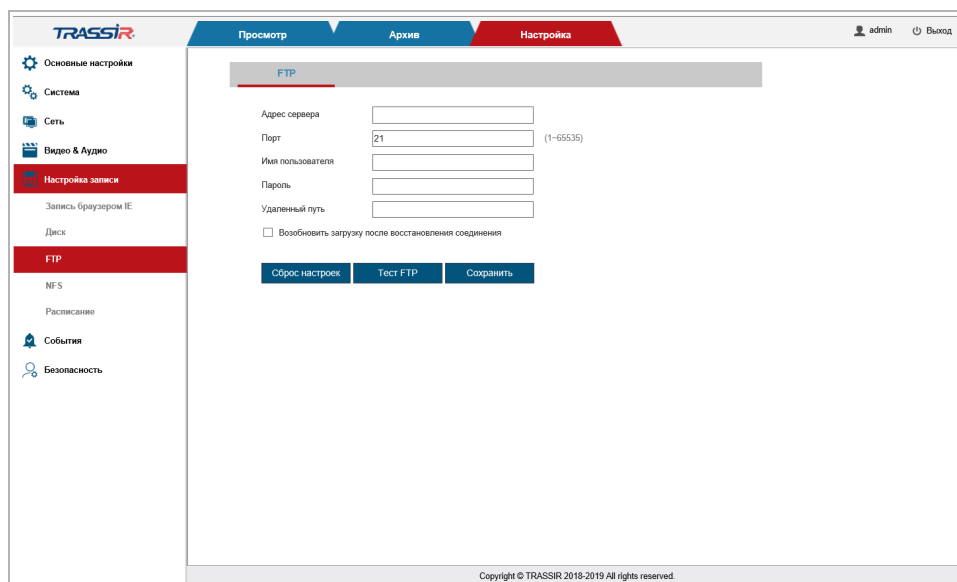 TRASSIR
Просмотр
Архив
Настройка
admin
Выход
Основные настройки
Система
Сеть
Видео & Аудио
Настройка записи
Запись браузером IE
Диск
FTP
NFS
Расписание
События
Безопасность
FTP
Адрес сервера
Порт 21 (1~65535)
Имя пользователя
Пароль
Удаленный путь
Возобновить загрузку после восстановления соединения
Сброс настроек Тест FTP Сохранить
Copyright © TRASSIR 2018-2019 All rights reserved.